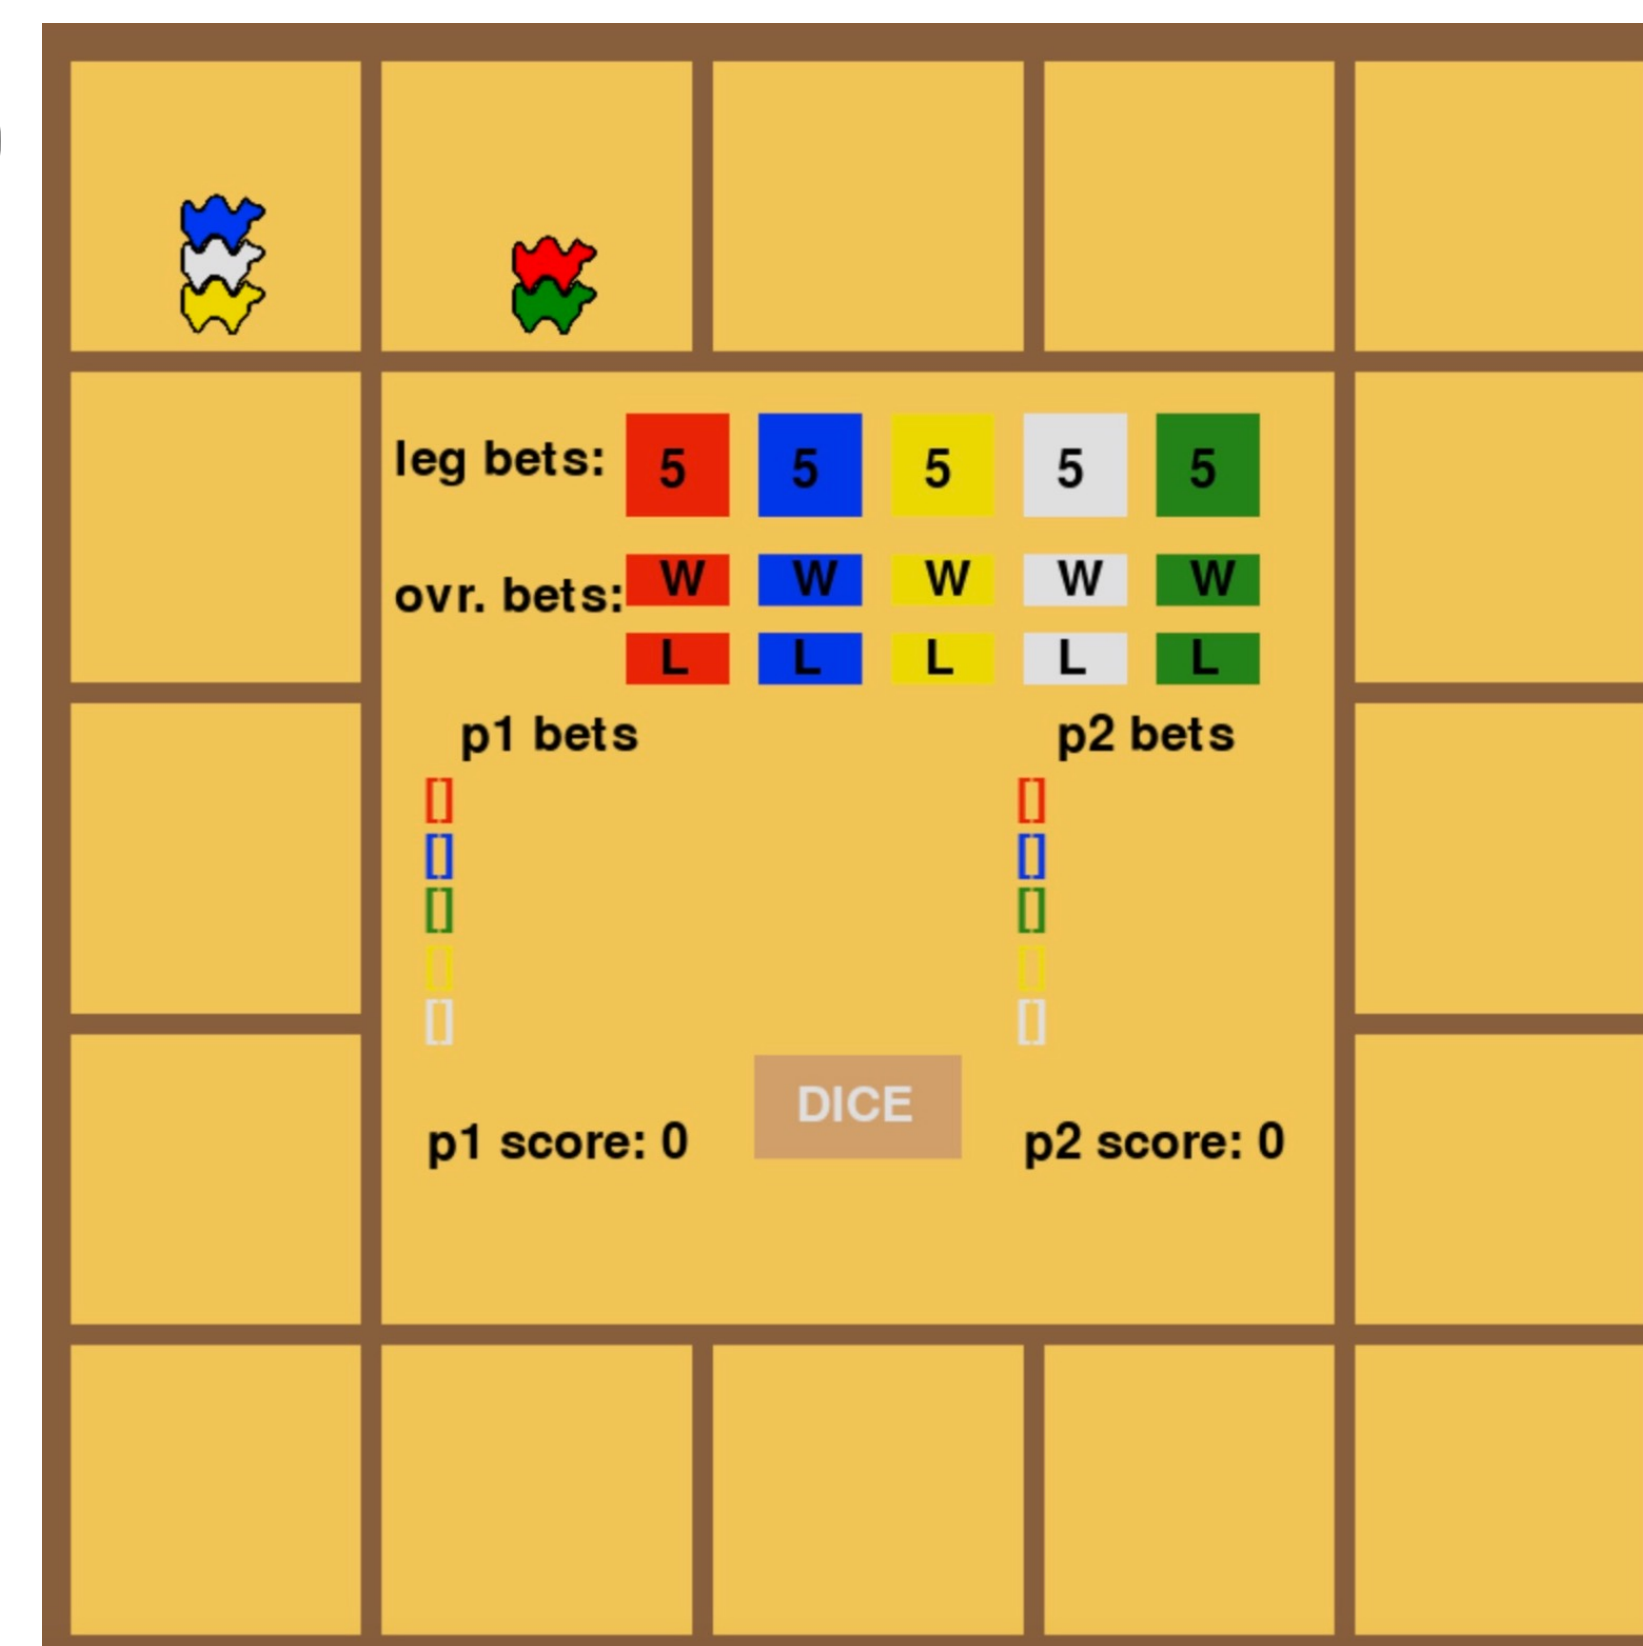 leg bets: 5 5 5 5 5
ovr. bets: W W W W W
L L L L L
p1 bets p2 bets
[] []
[] []
[] []
[] []
[] []
DICE
p1 score: 0 p2 score: 0